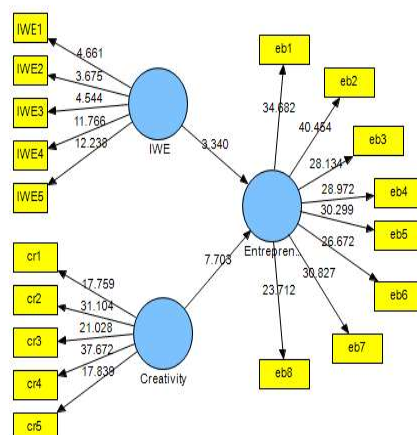 IWE1
IWE2
IWE3
IWE4
IWE5
4.661
3.675
4.544
11.766
12.238
IWE
3.340
cr1
cr2
cr3
cr4
cr5
17.759
31.104
21.028
37.672
17.839
Creativity
7.703
Entrepren...
eb1
eb2
eb3
eb4
eb5
eb6
eb7
eb8
34.682
40.454
28.134
28.972
30.299
26.672
30.827
23.712